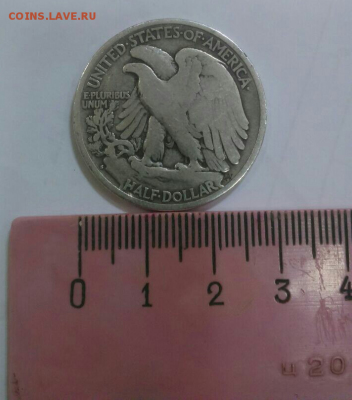 COINS.LAVE.RU
UNITED·STATES·OF·AMERICA
E·PLURIBUS
UNUM
HALF·DOLLAR
0 1 2 3 4
Ц 20